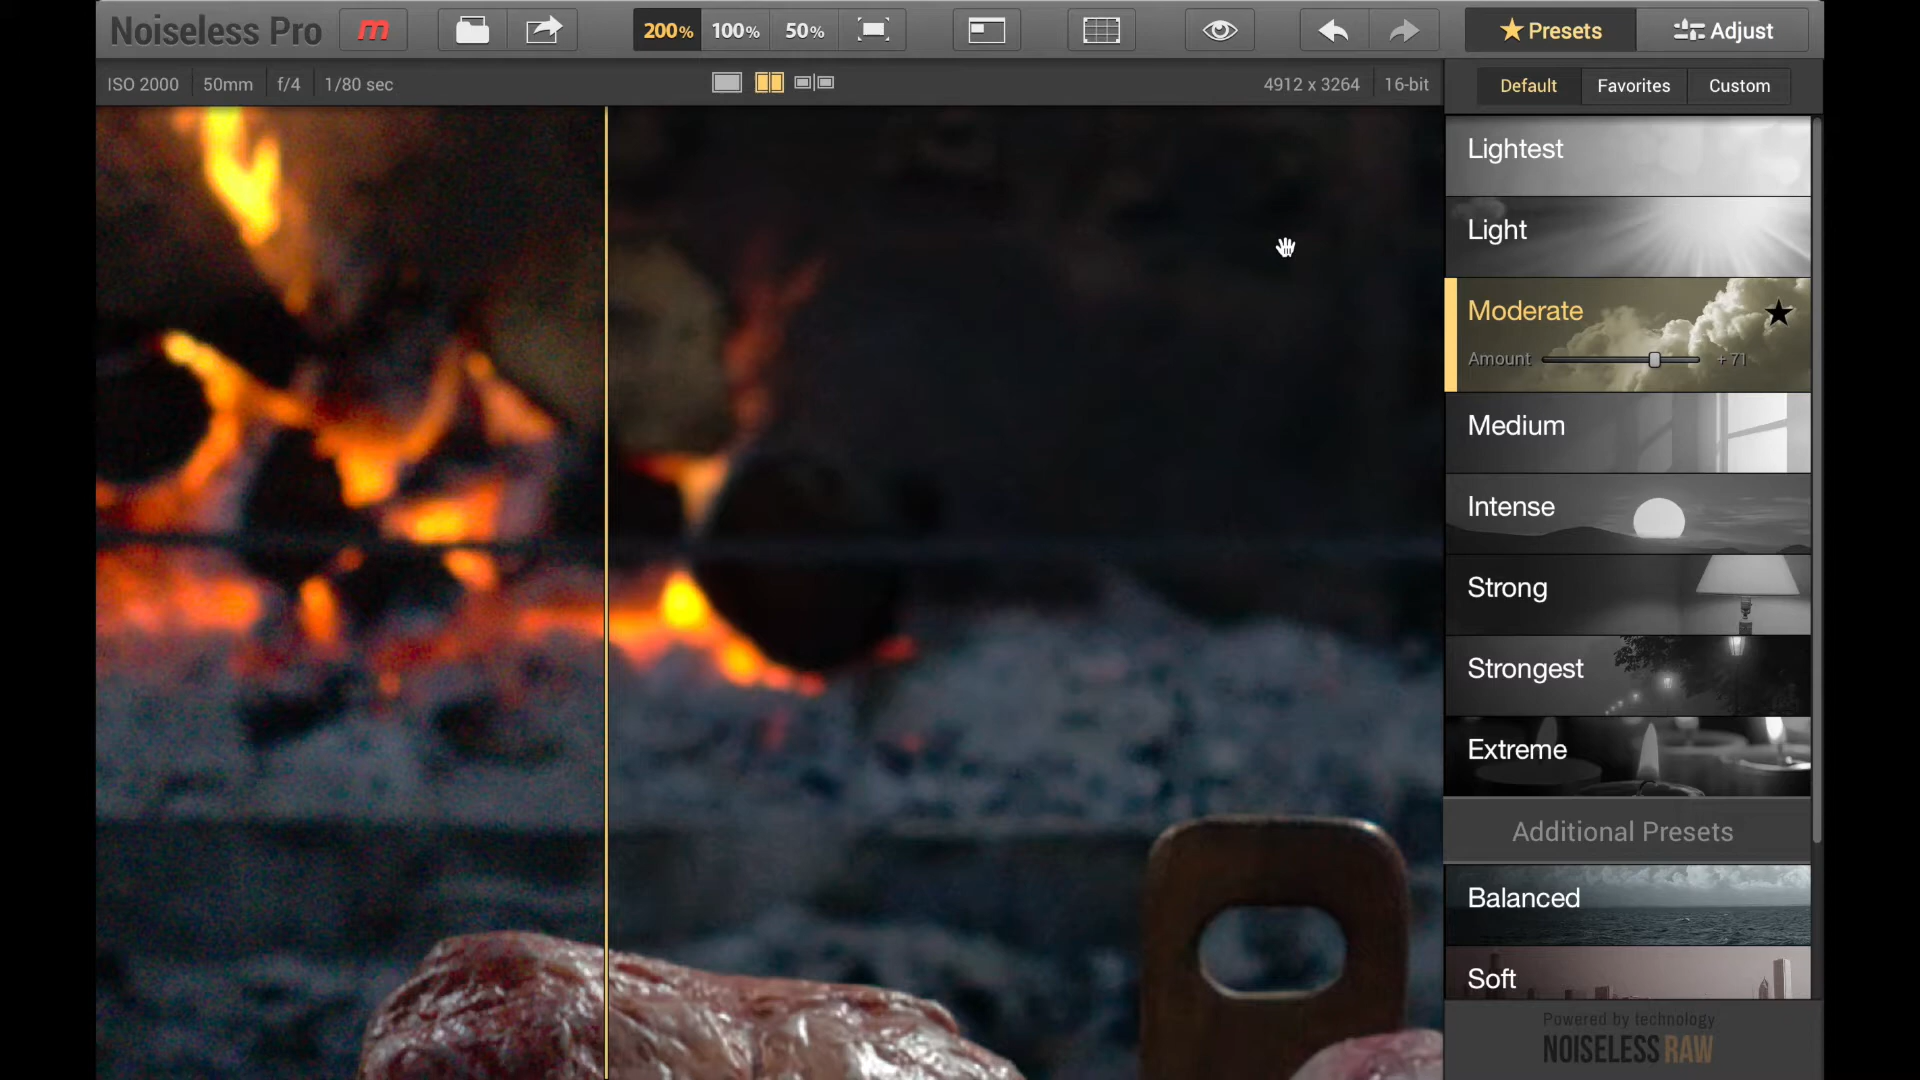 Noiseless Pro m 200% 100% 50% Presets Adjust
ISO 2000 50mm f/4 1/80 sec 4912 x 3264 16-bit
Default Favorites Custom
Lightest
Light
Moderate
Amount +71
Medium
Intense
Strong
Strongest
Extreme
Additional Presets
Balanced
Soft
Powered by technology
NOISELESS RAW